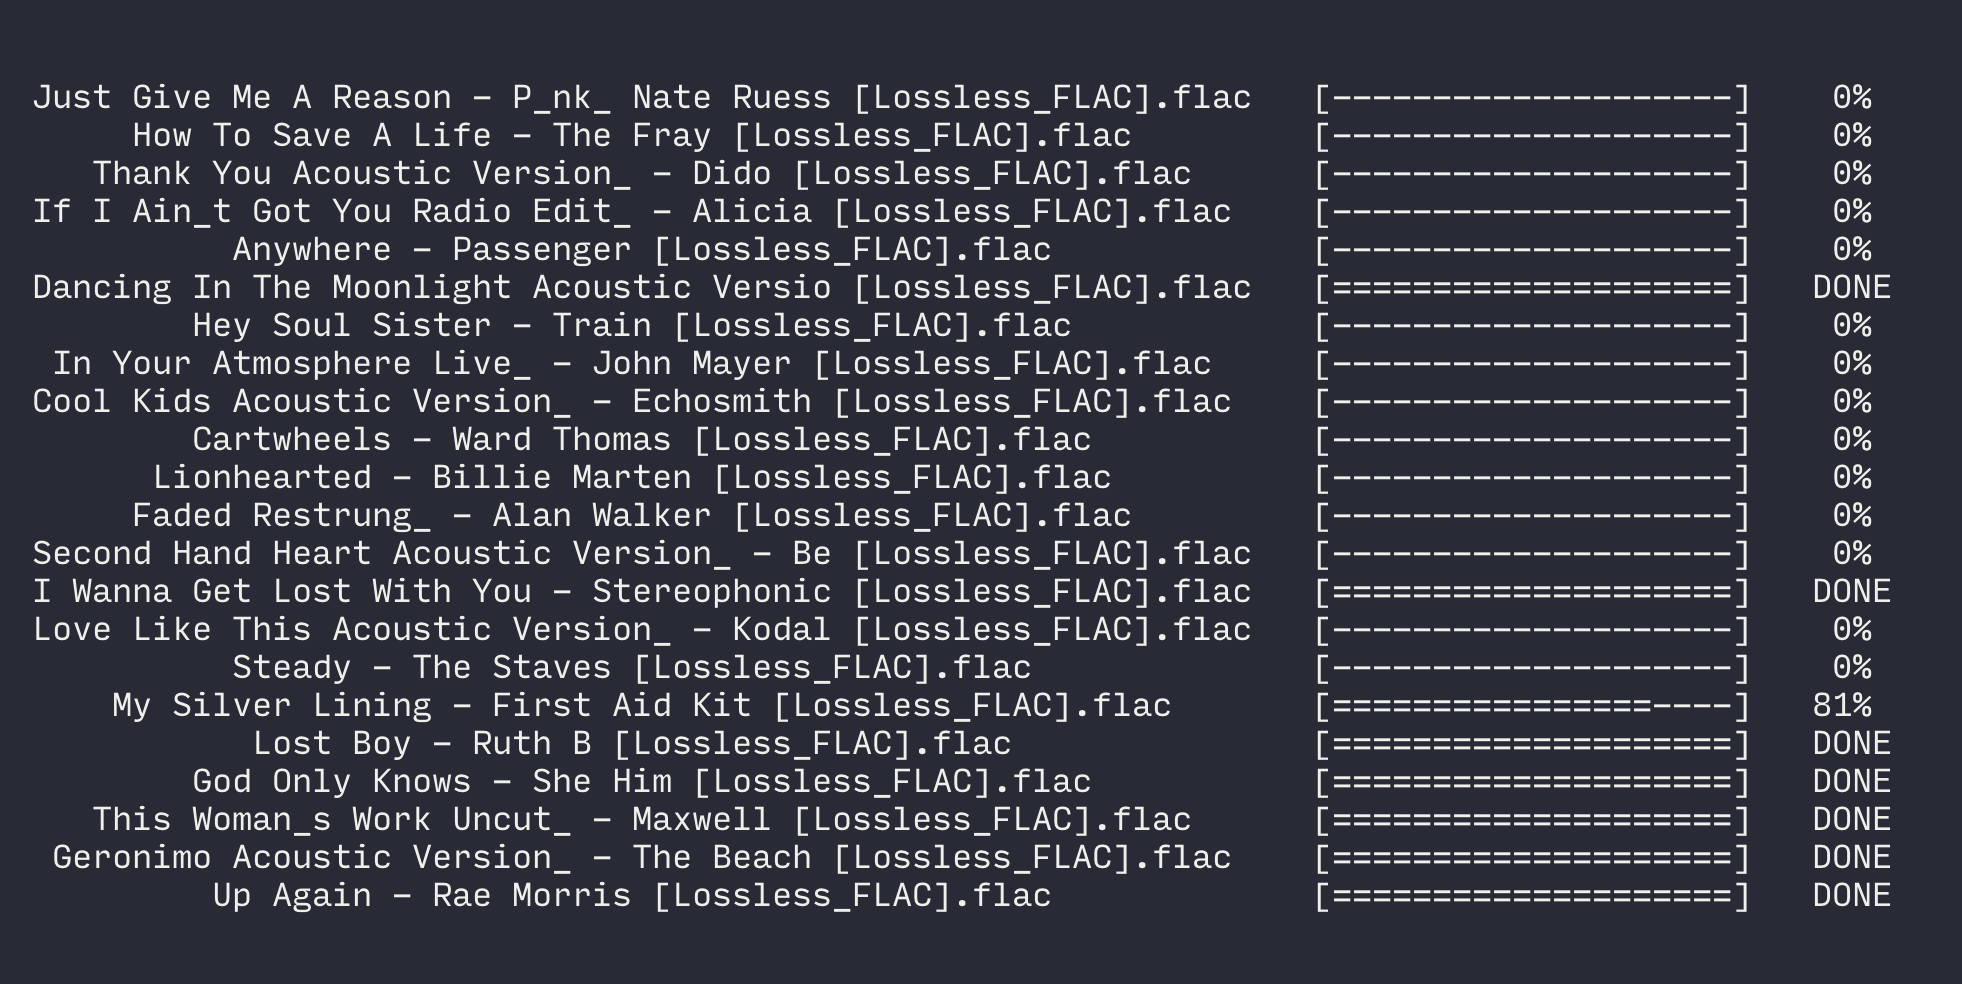 Just Give Me A Reason - P_nk_ Nate Ruess [Lossless_FLAC].flac [--------------------] 0%
How To Save A Life - The Fray [Lossless_FLAC].flac [--------------------] 0%
Thank You Acoustic Version_ - Dido [Lossless_FLAC].flac [--------------------] 0%
If I Ain_t Got You Radio Edit_ - Alicia [Lossless_FLAC].flac [--------------------] 0%
Anywhere - Passenger [Lossless_FLAC].flac [--------------------] 0%
Dancing In The Moonlight Acoustic Versio [Lossless_FLAC].flac [====================] DONE
Hey Soul Sister - Train [Lossless_FLAC].flac [--------------------] 0%
In Your Atmosphere Live_ - John Mayer [Lossless_FLAC].flac [--------------------] 0%
Cool Kids Acoustic Version_ - Echosmith [Lossless_FLAC].flac [--------------------] 0%
Cartwheels - Ward Thomas [Lossless_FLAC].flac [--------------------] 0%
Lionhearted - Billie Marten [Lossless_FLAC].flac [--------------------] 0%
Faded Restrung_ - Alan Walker [Lossless_FLAC].flac [--------------------] 0%
Second Hand Heart Acoustic Version_ - Be [Lossless_FLAC].flac [--------------------] 0%
I Wanna Get Lost With You - Stereophonic [Lossless_FLAC].flac [====================] DONE
Love Like This Acoustic Version_ - Kodal [Lossless_FLAC].flac [--------------------] 0%
Steady - The Staves [Lossless_FLAC].flac [--------------------] 0%
My Silver Lining - First Aid Kit [Lossless_FLAC].flac [================----] 81%
Lost Boy - Ruth B [Lossless_FLAC].flac [====================] DONE
God Only Knows - She Him [Lossless_FLAC].flac [====================] DONE
This Woman_s Work Uncut_ - Maxwell [Lossless_FLAC].flac [====================] DONE
Geronimo Acoustic Version_ - The Beach [Lossless_FLAC].flac [====================] DONE
Up Again - Rae Morris [Lossless_FLAC].flac [====================] DONE